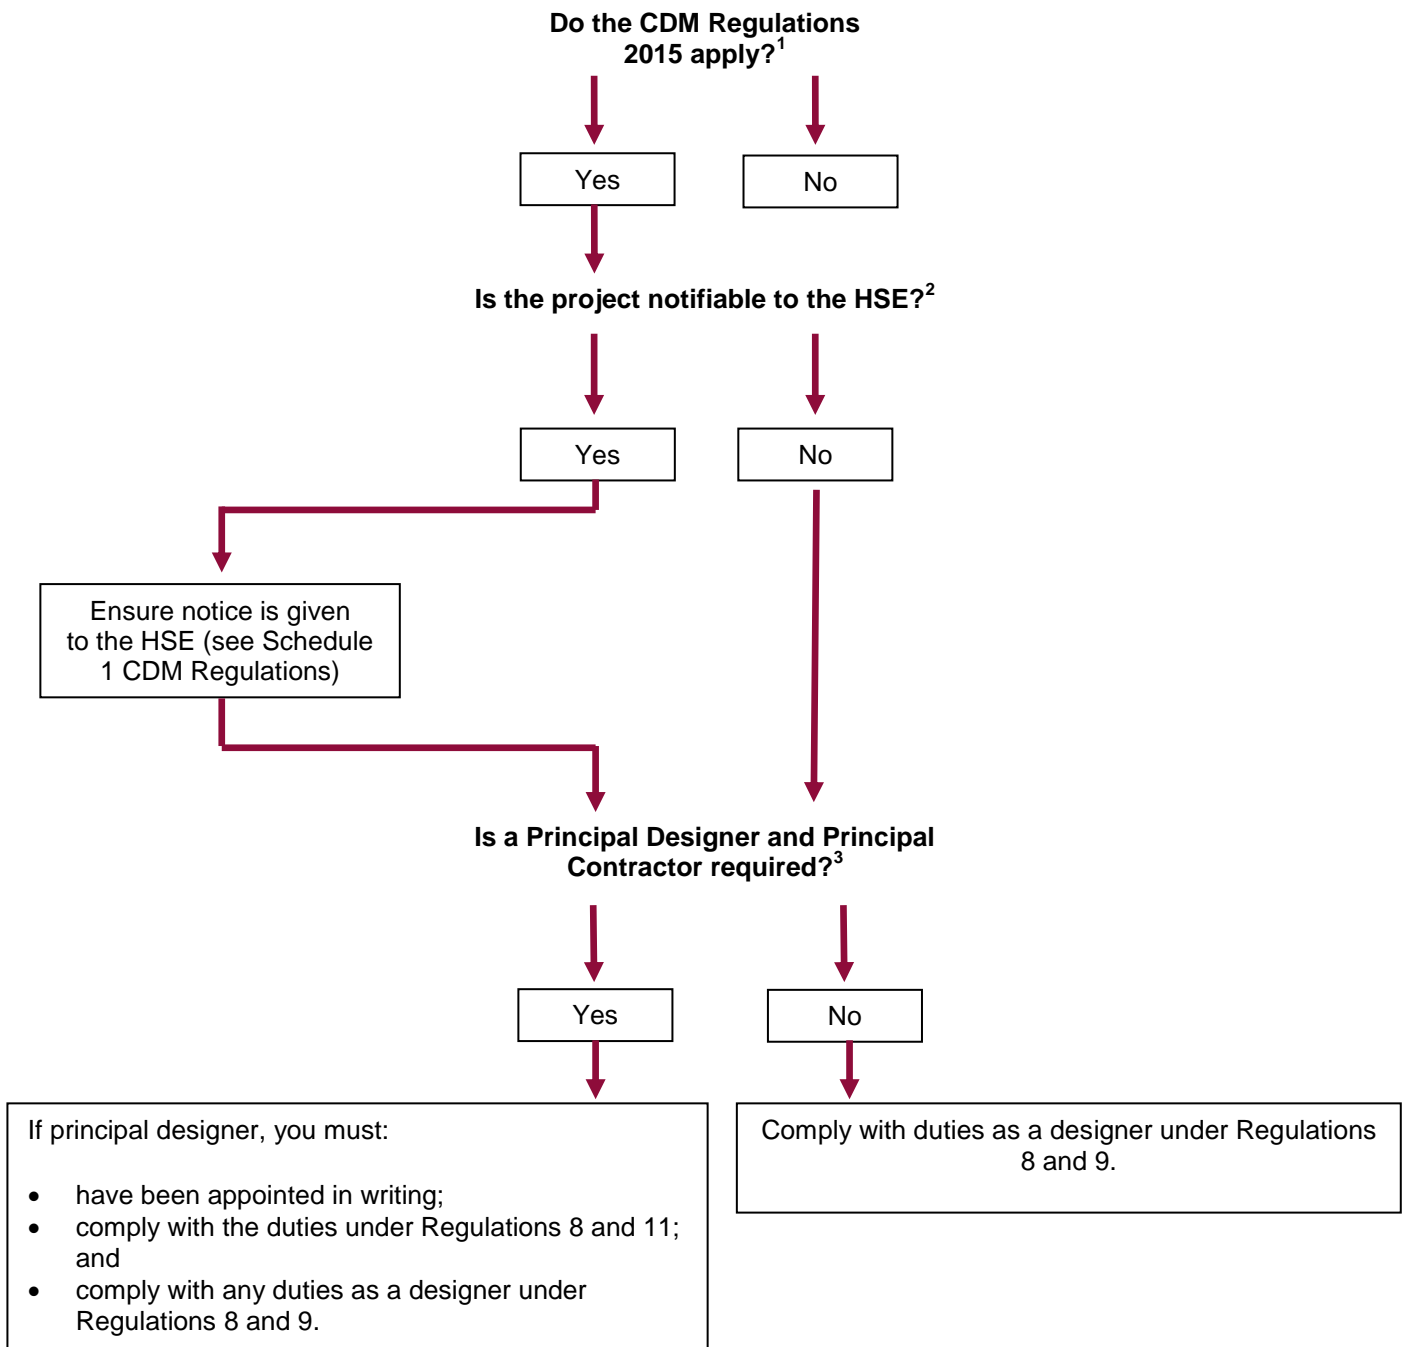 Do the CDM Regulations
2015 apply?¹
Yes
No
Is the project notifiable to the HSE?²
Yes
No
Ensure notice is given
to the HSE (see Schedule
1 CDM Regulations)
Is a Principal Designer and Principal
Contractor required?³
Yes
No
If principal designer, you must:
• have been appointed in writing;
• comply with the duties under Regulations 8 and 11;
and
• comply with any duties as a designer under
Regulations 8 and 9.
Comply with duties as a designer under Regulations
8 and 9.